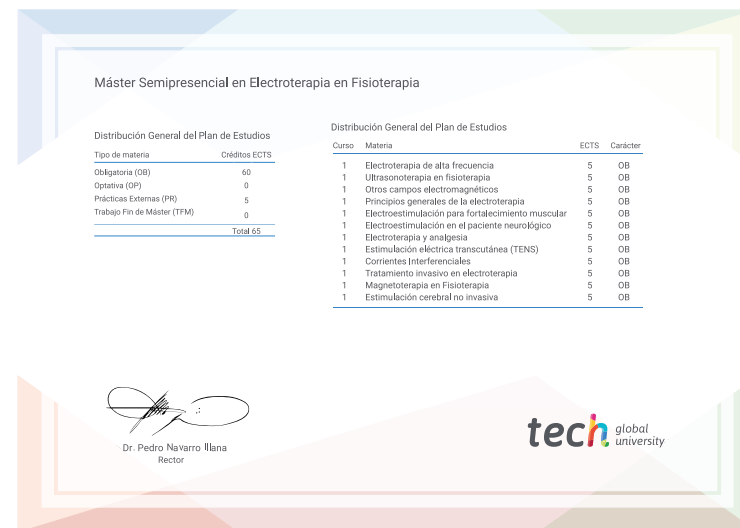 Máster Semipresencial en Electroterapia en Fisioterapia
Distribución General del Plan de Estudios
Tipo de materia Créditos ECTS
Obligatoria (OB) 60
Optativa (OP) 0
Prácticas Externas (PR) 5
Trabajo Fin de Máster (TFM) 0
Total 65
Distribución General del Plan de Estudios
Curso Materia ECTS Carácter
1 Electroterapia de alta frecuencia 5 OB
1 Ultrasonoterapia en fisioterapia 5 OB
1 Otros campos electromagnéticos 5 OB
1 Principios generales de la electroterapia 5 OB
1 Electroestimulación para fortalecimiento muscular 5 OB
1 Electroestimulación en el paciente neurológico 5 OB
1 Electroterapia y analgesia 5 OB
1 Estimulación eléctrica transcutánea (TENS) 5 OB
1 Corrientes Interferenciales 5 OB
1 Tratamiento invasivo en electroterapia 5 OB
1 Magnetoterapia en Fisioterapia 5 OB
1 Estimulación cerebral no invasiva 5 OB
Dr. Pedro Navarro Illana
Rector
tech global
university